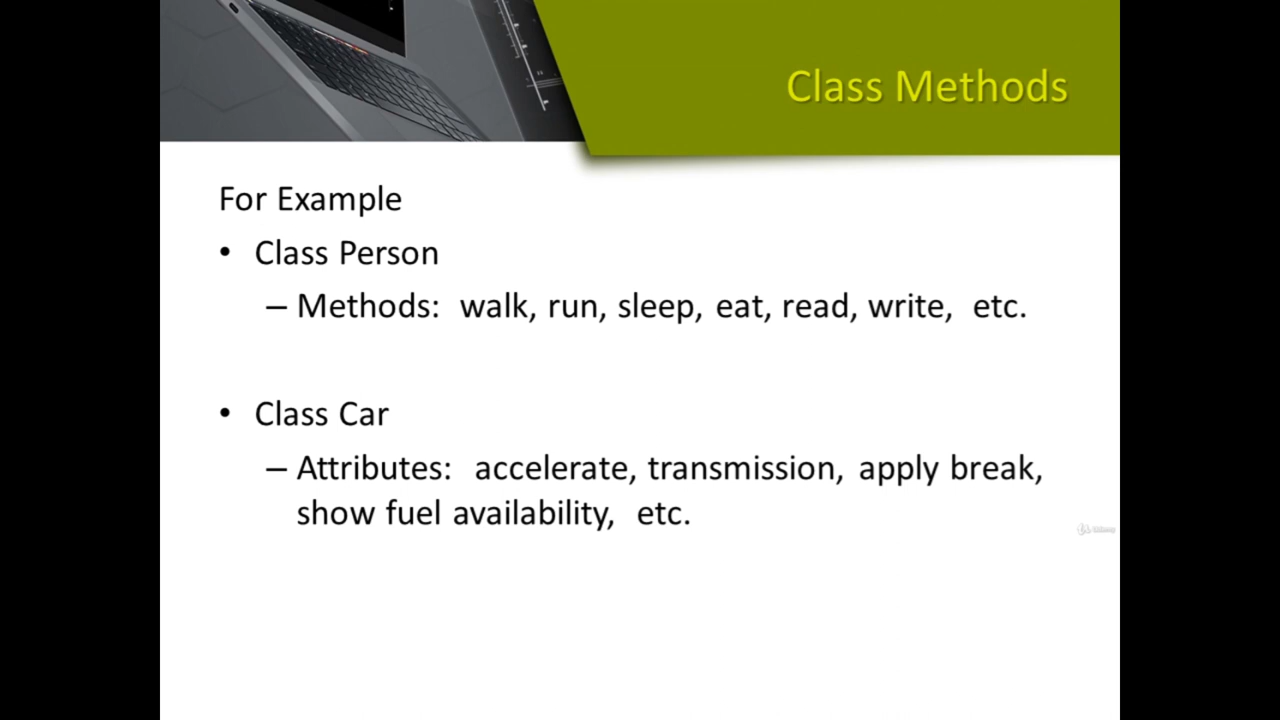 Class Methods
For Example
• Class Person
– Methods: walk, run, sleep, eat, read, write, etc.
• Class Car
– Attributes: accelerate, transmission, apply break,
show fuel availability, etc.